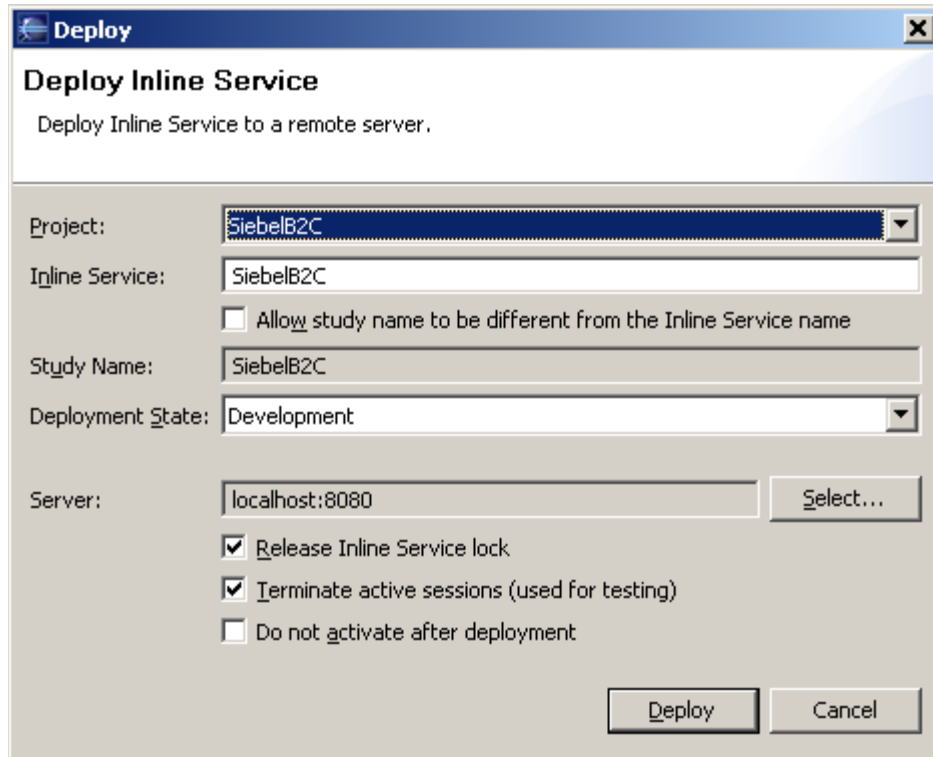 Deploy
Deploy Inline Service
Deploy Inline Service to a remote server.
Project: SiebelB2C
Inline Service: SiebelB2C
Allow study name to be different from the Inline Service name
Study Name: SiebelB2C
Deployment State: Development
Server: localhost:8080 Select...
Release Inline Service lock
Terminate active sessions (used for testing)
Do not activate after deployment
Deploy Cancel